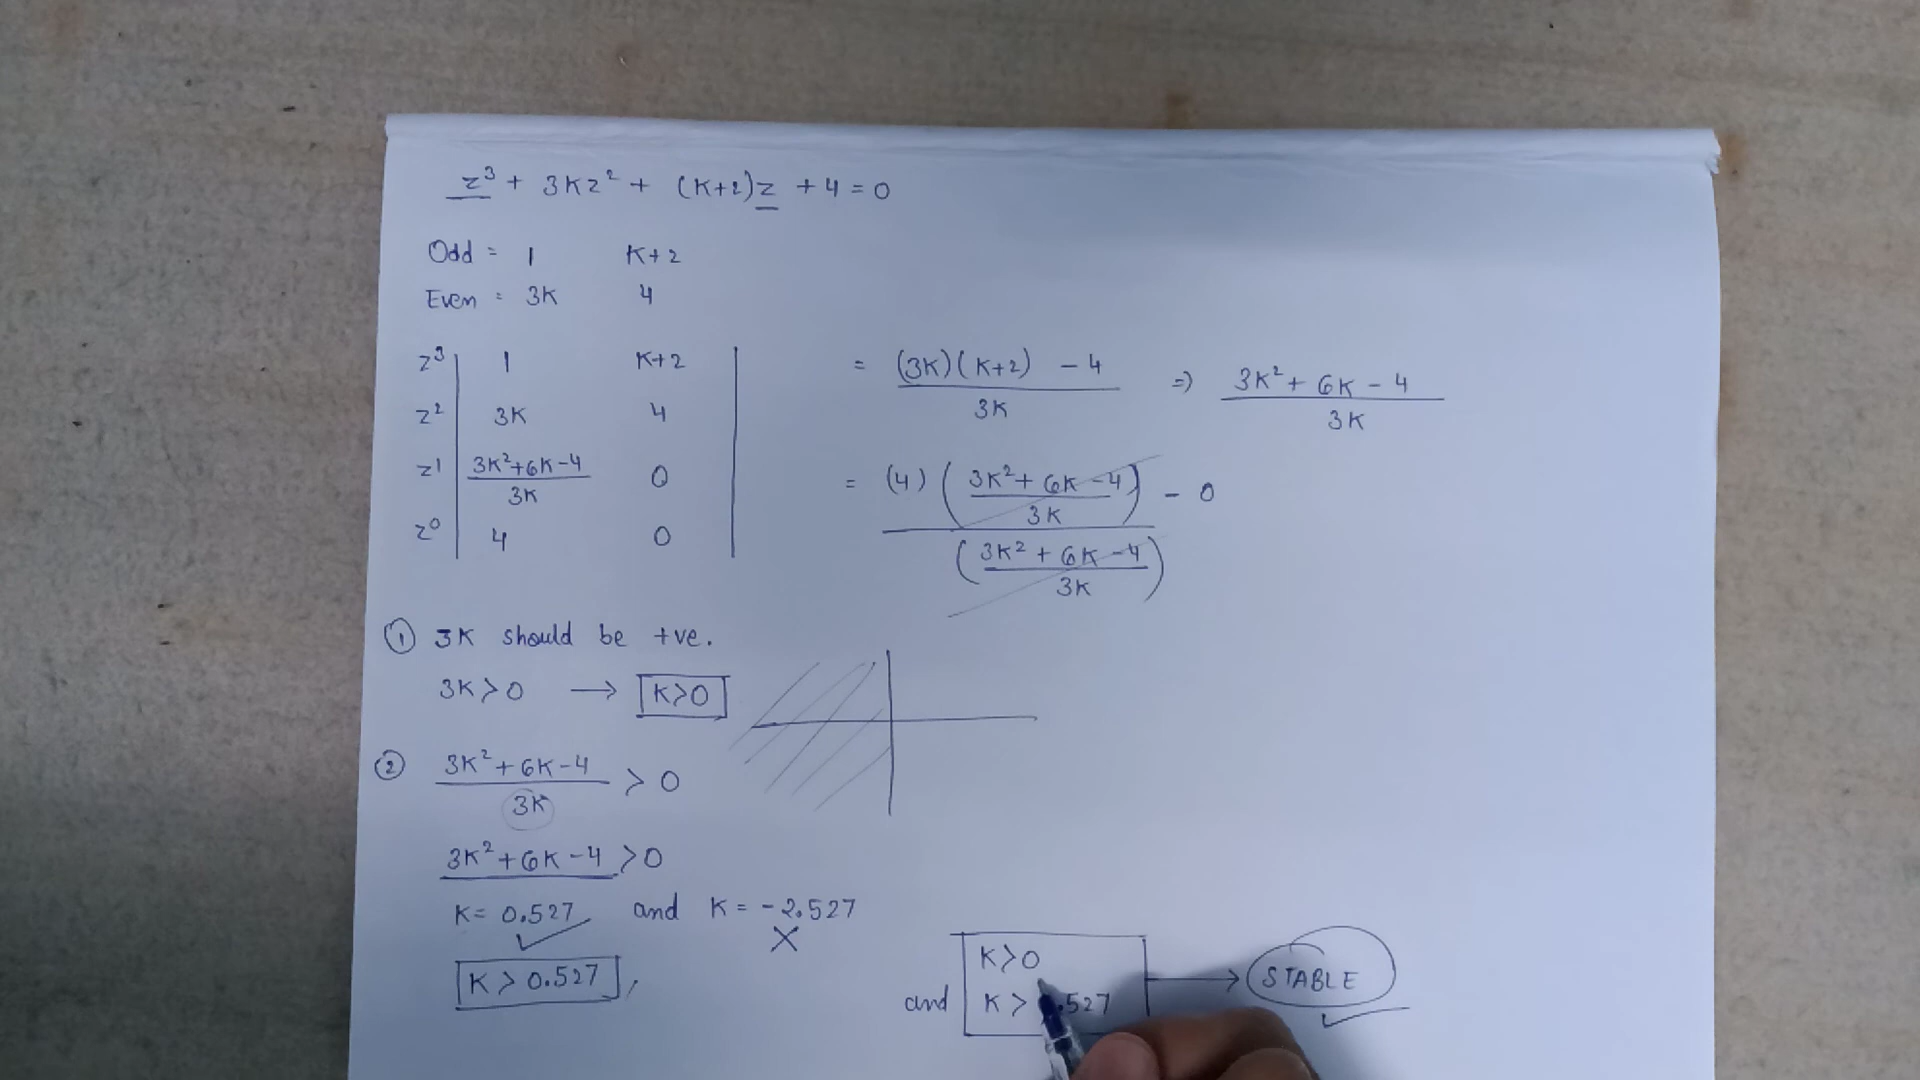 z³ + 3Kz² + (K+2)z + 4 = 0
Odd = 1 K+2
Even = 3K 4
z³ 1 K+2
z² 3K 4
z¹ (3K²+6K-4)/3K 0
z⁰ 4 0
= ((3K)(K+2) - 4)/3K => (3K²+6K-4)/3K
= ((4)((3K²+6K-4)/3K) - 0)/((3K²+6K-4)/3K)
① 3K should be +ve.
3K>0 → K>0
② (3K²+6K-4)/3K > 0
3K²+6K-4 >0
K= 0.527 and K = -2.527
K > 0.527,
K>0
and K > .527
STABLE